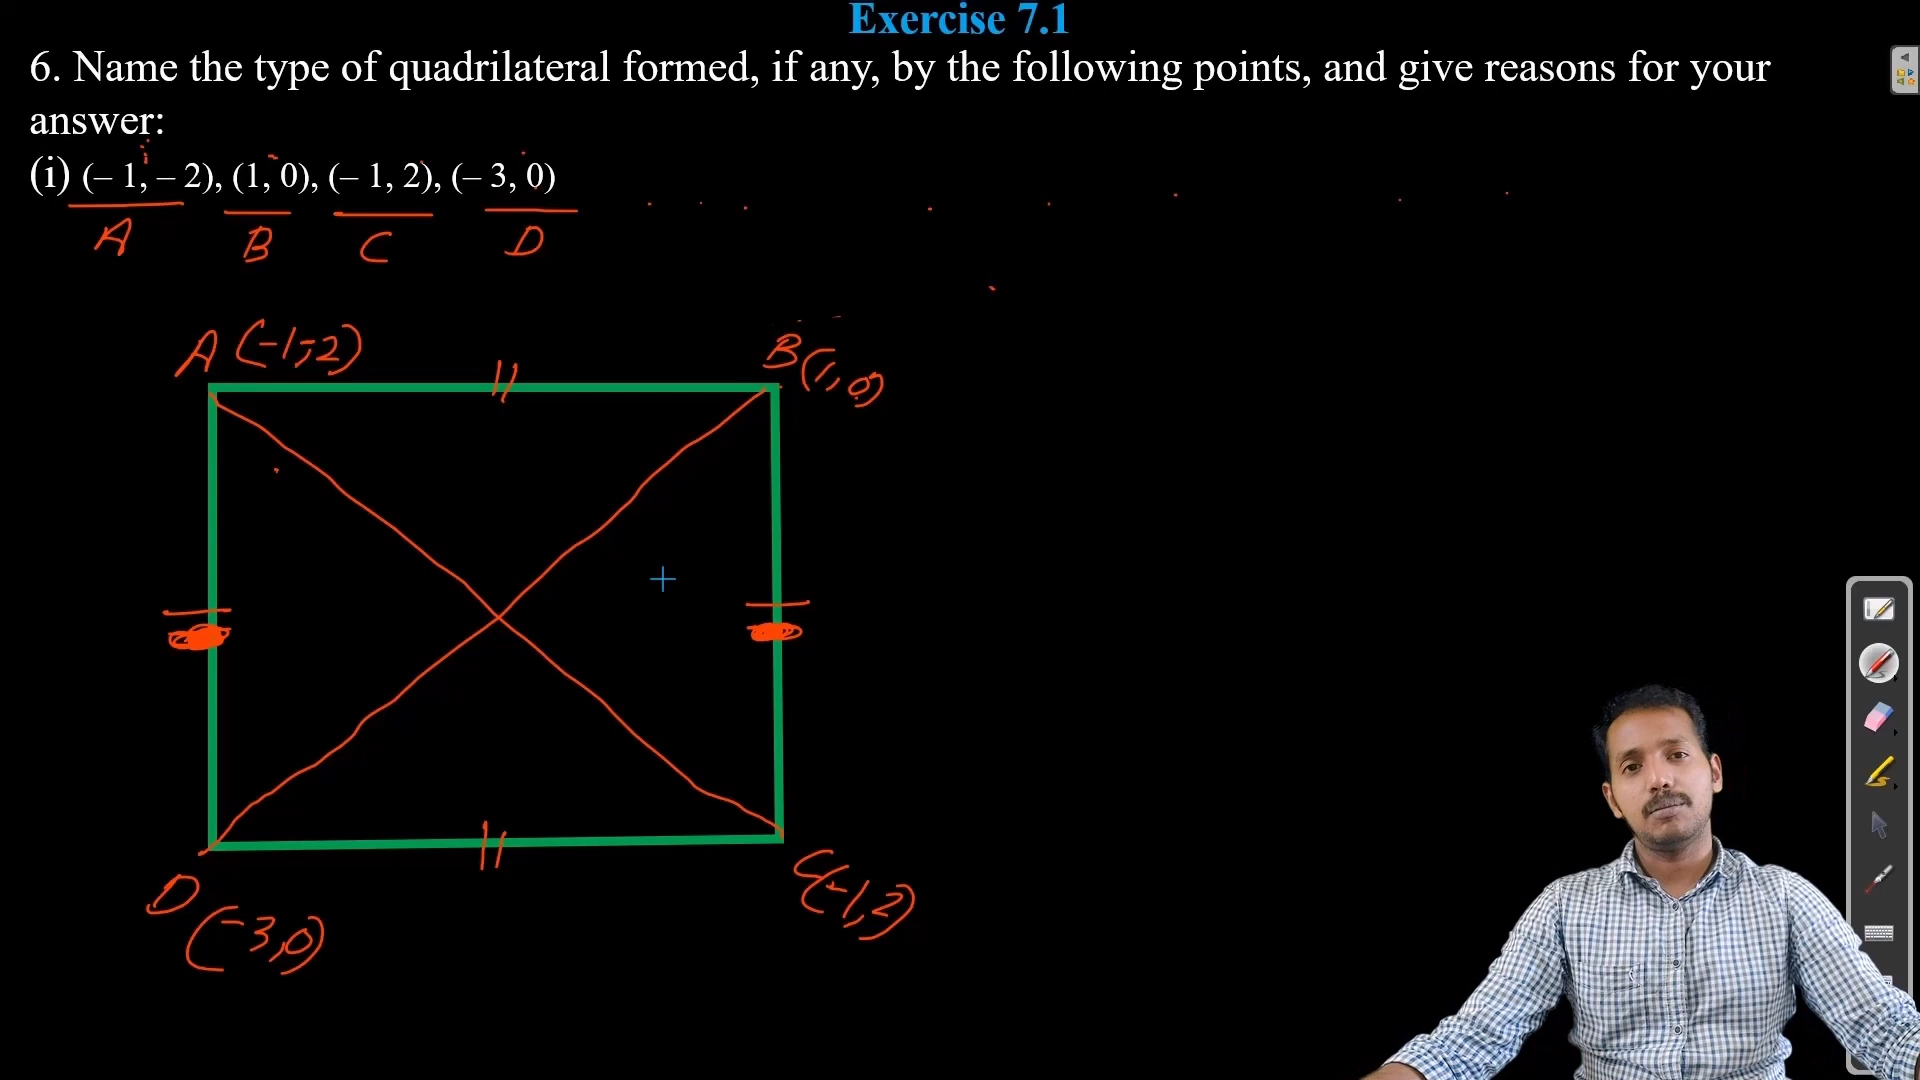 Exercise 7.1
6. Name the type of quadrilateral formed, if any, by the following points, and give reasons for your
answer:
(i) (– 1, – 2), (1, 0), (– 1, 2), (– 3, 0)
A B C D
A (-1,-2)
B (1, 0)
D (-3,0)
C (-1,2)